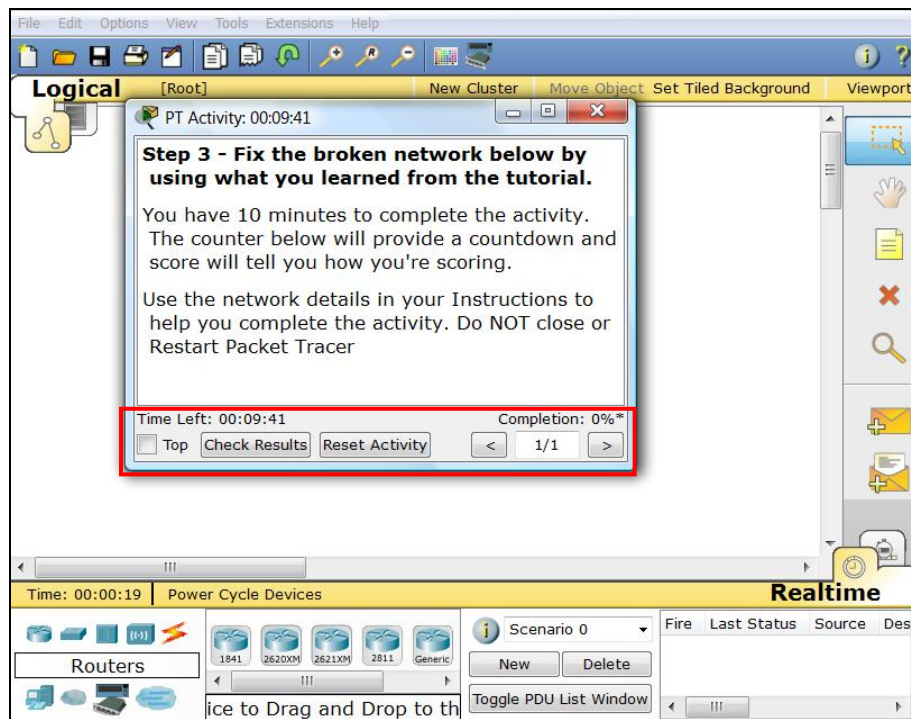 File Edit Options View Tools Extensions Help
Logical [Root] New Cluster Move Object Set Tiled Background Viewport
PT Activity: 00:09:41
Step 3 - Fix the broken network below by
using what you learned from the tutorial.
You have 10 minutes to complete the activity.
The counter below will provide a countdown and
score will tell you how you're scoring.
Use the network details in your Instructions to
help you complete the activity. Do NOT close or
Restart Packet Tracer
Time Left: 00:09:41 Completion: 0%*
Top Check Results Reset Activity < 1/1 >
Time: 00:00:19 Power Cycle Devices Realtime
Scenario 0 Fire Last Status Source Des
1841 2620XM 2621XM 2811 Generic
Routers New Delete
Toggle PDU List Window
ice to Drag and Drop to th